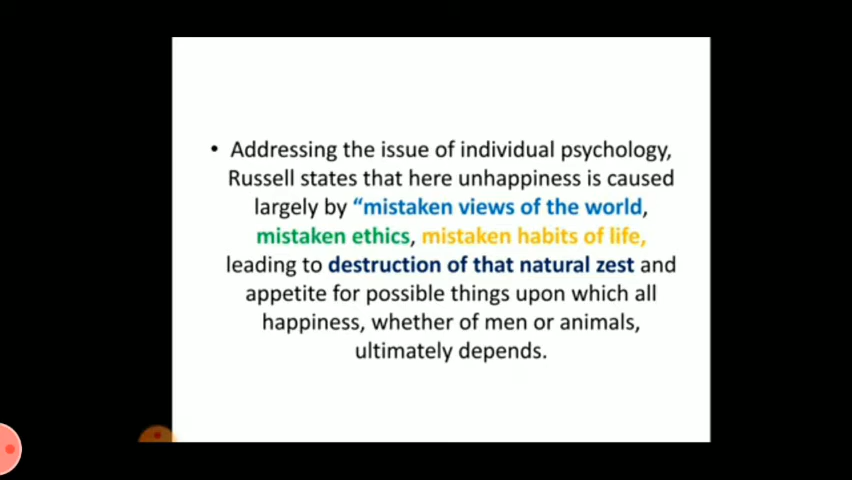 • Addressing the issue of individual psychology,
Russell states that here unhappiness is caused
largely by “mistaken views of the world,
mistaken ethics, mistaken habits of life,
leading to destruction of that natural zest and
appetite for possible things upon which all
happiness, whether of men or animals,
ultimately depends.